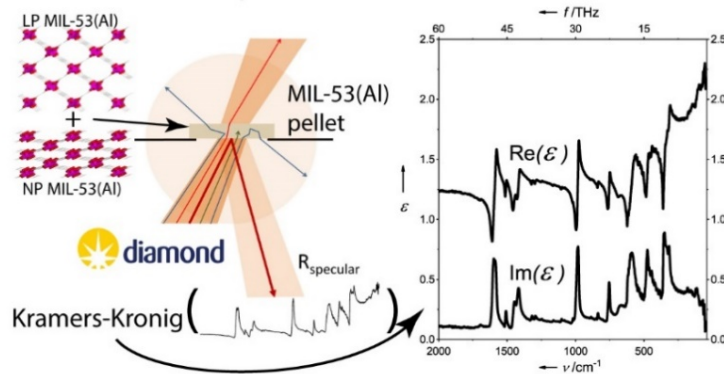 LP MIL-53(Al)
+
NP MIL-53(Al)
MIL-53(Al)
pellet
diamond
R specular
Kramers-Kronig ( )
← f/THz
60 45 30 15
2.5 2.5
2.0 2.0
1.5 1.5
1.0 1.0
0.5 0.5
0.0 0.0
→ ε
Re(ε)
Im(ε)
2000 1500 1000 500
← ν /cm⁻¹